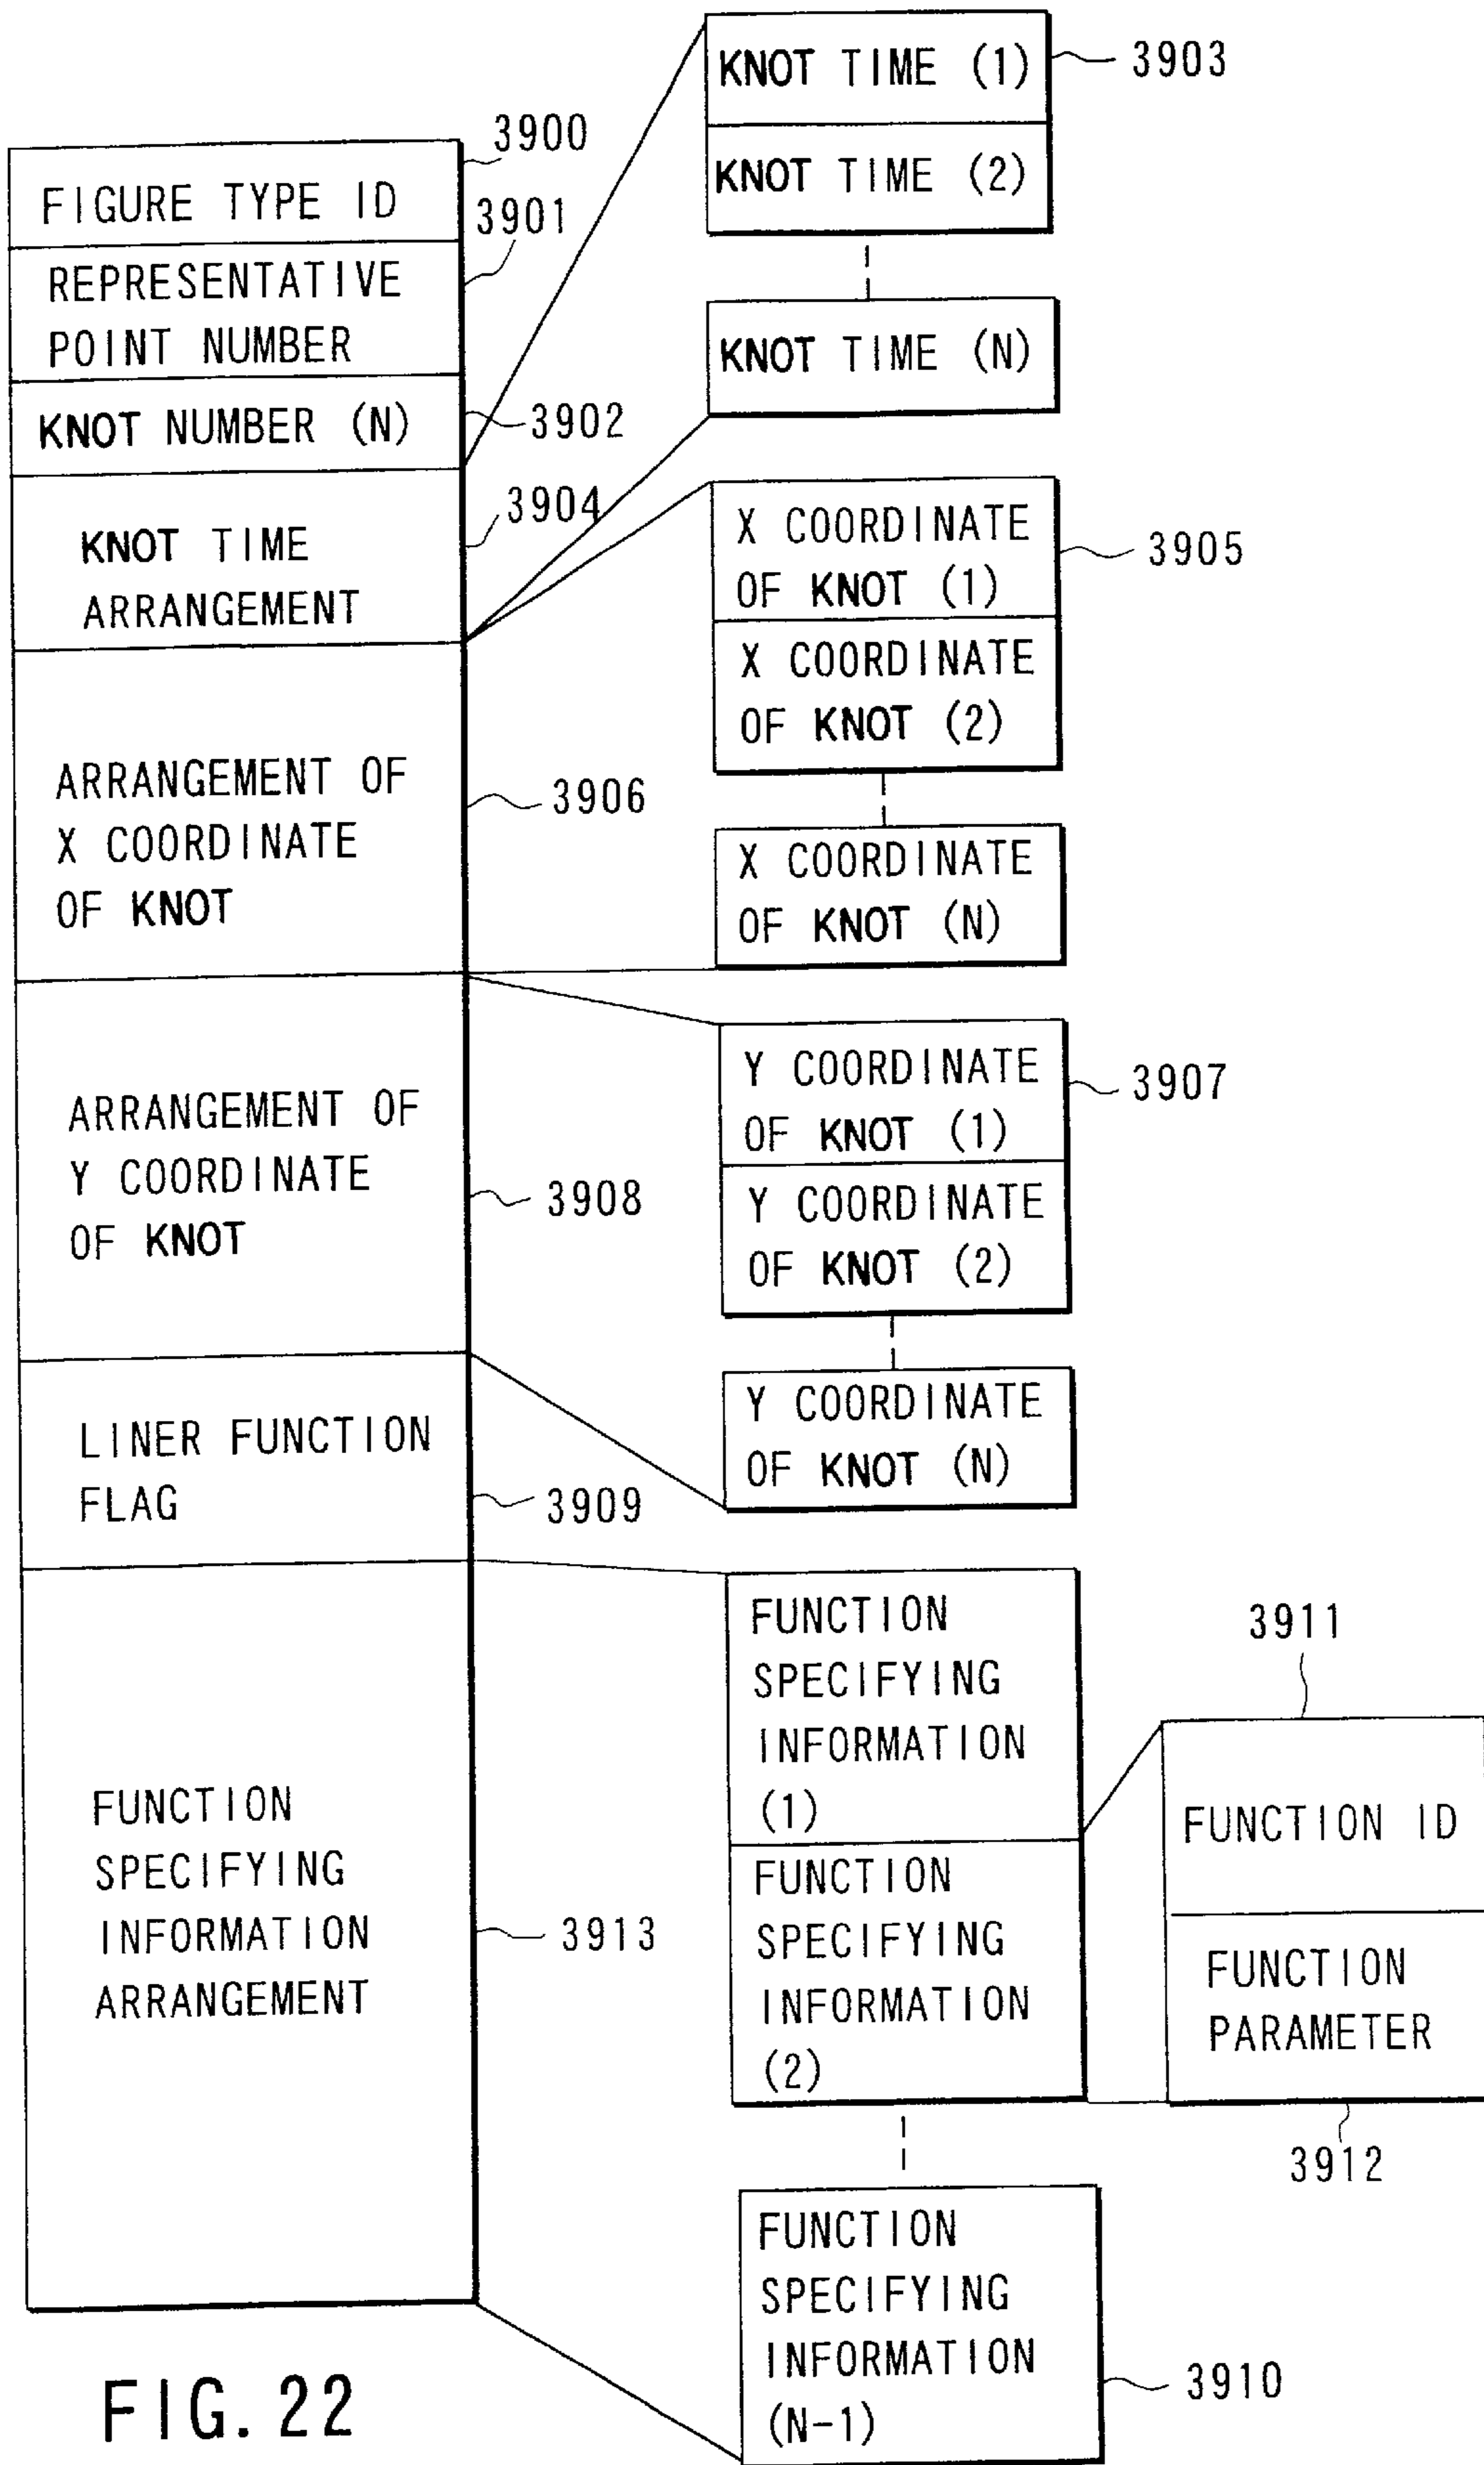 3900
FIGURE TYPE ID
3901
REPRESENTATIVE
POINT NUMBER
KNOT NUMBER (N)
3902
3904
KNOT TIME
ARRANGEMENT
ARRANGEMENT OF
X COORDINATE
OF KNOT
3906
ARRANGEMENT OF
Y COORDINATE
OF KNOT
3908
LINER FUNCTION
FLAG
3909
FUNCTION
SPECIFYING
INFORMATION
ARRANGEMENT
3913
KNOT TIME (1)
3903
KNOT TIME (2)
KNOT TIME (N)
X COORDINATE
OF KNOT (1)
3905
X COORDINATE
OF KNOT (2)
X COORDINATE
OF KNOT (N)
Y COORDINATE
OF KNOT (1)
3907
Y COORDINATE
OF KNOT (2)
Y COORDINATE
OF KNOT (N)
FUNCTION
SPECIFYING
INFORMATION
(1)
FUNCTION
SPECIFYING
INFORMATION
(2)
3911
FUNCTION ID
FUNCTION
PARAMETER
3912
FUNCTION
SPECIFYING
INFORMATION
(N-1)
3910
FIG. 22